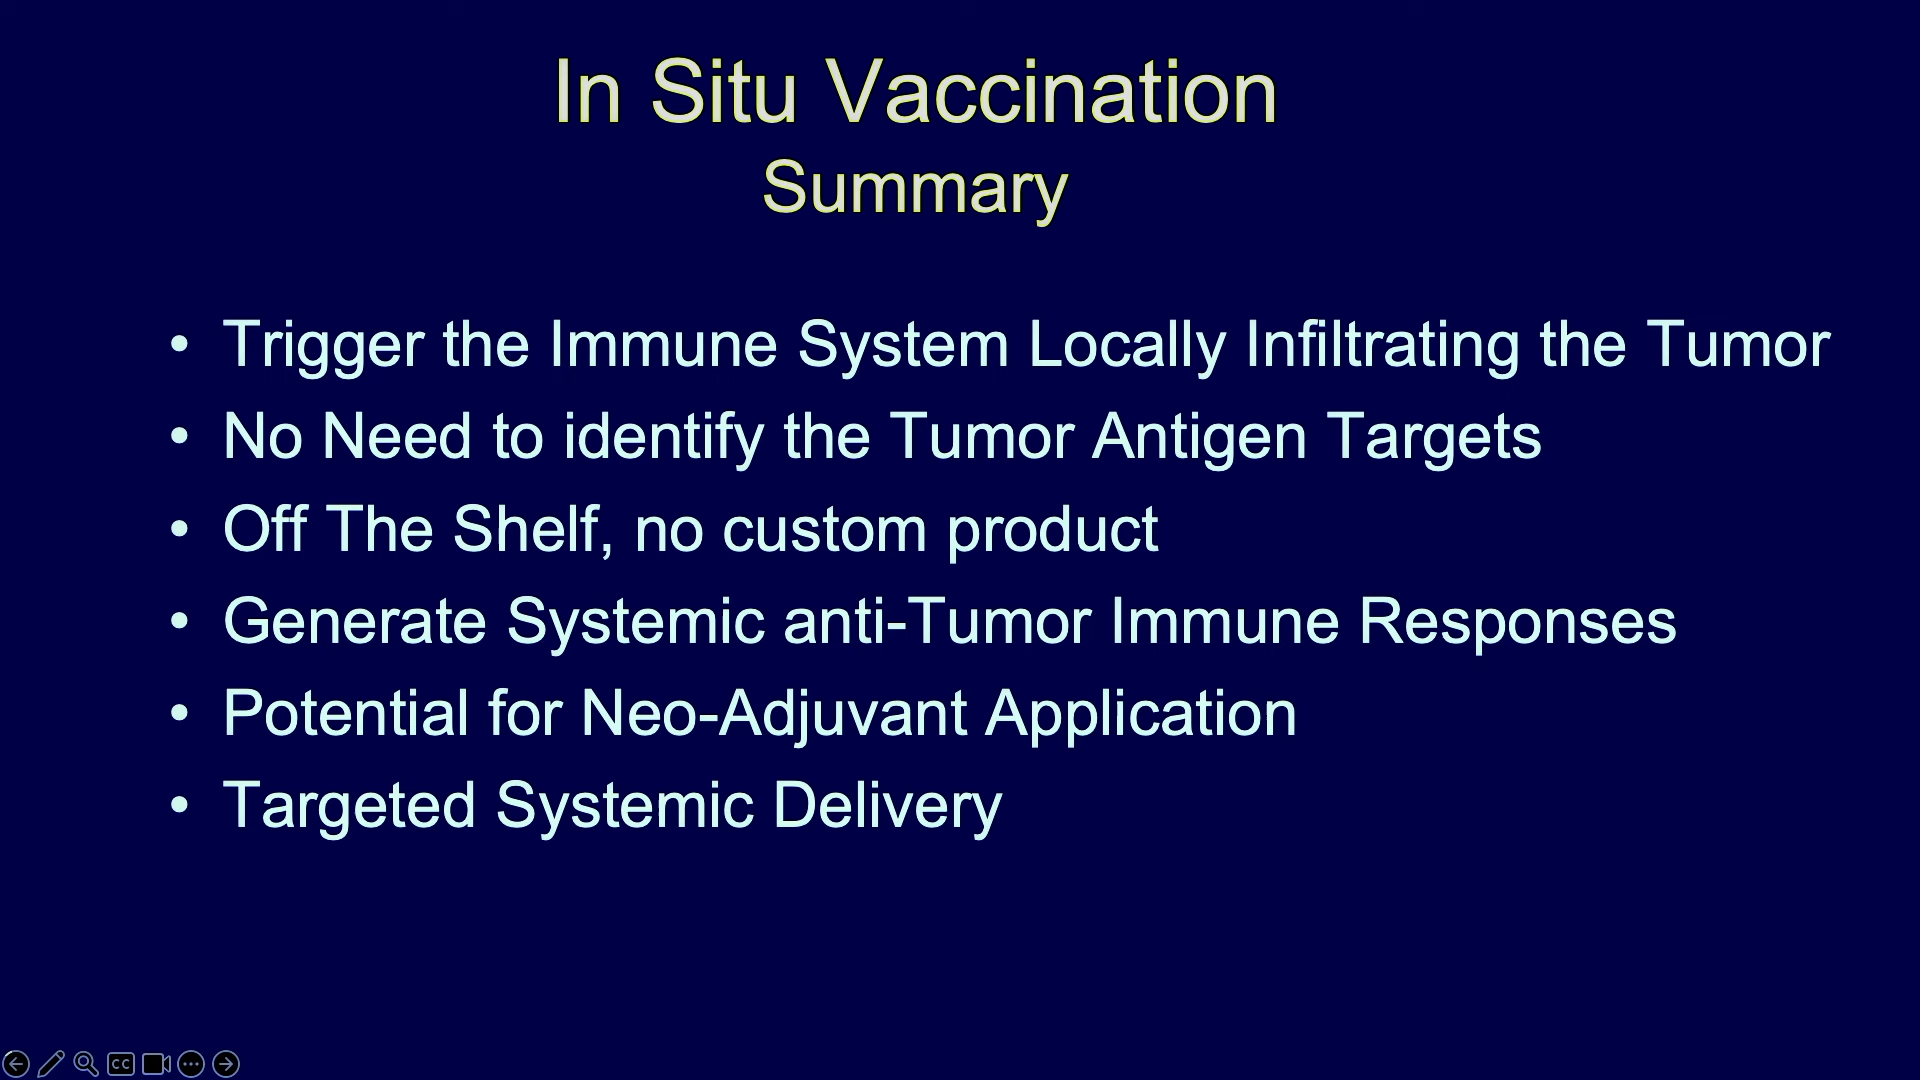 In Situ Vaccination
Summary
• Trigger the Immune System Locally Infiltrating the Tumor
• No Need to identify the Tumor Antigen Targets
• Off The Shelf, no custom product
• Generate Systemic anti-Tumor Immune Responses
• Potential for Neo-Adjuvant Application
• Targeted Systemic Delivery
CC